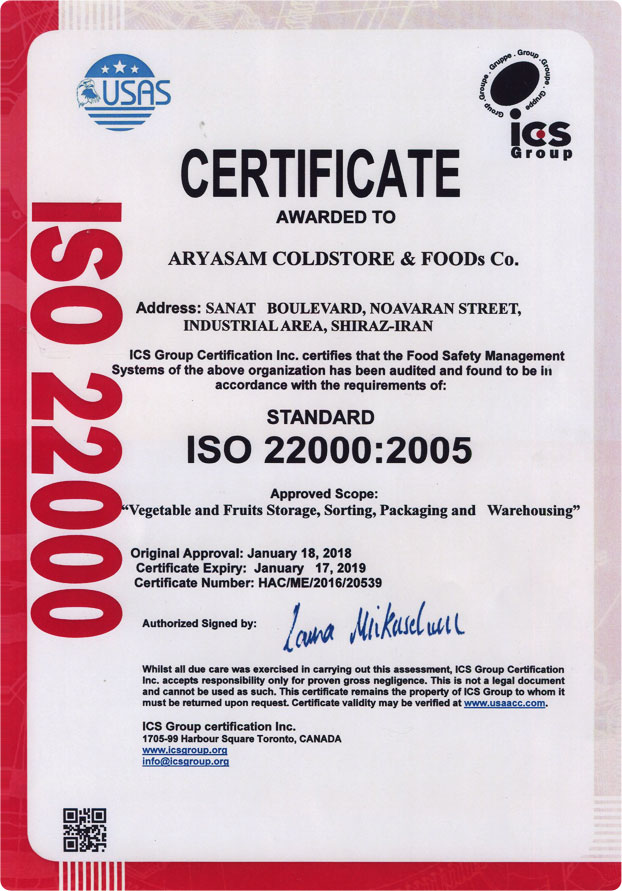 USAS
Group . Groupe . Gruppe . Group . Groupe . Gruppe
ics
Group
ISO 22000
CERTIFICATE
AWARDED TO
ARYASAM COLDSTORE & FOODs Co.
Address: SANAT BOULEVARD, NOAVARAN STREET,
INDUSTRIAL AREA, SHIRAZ-IRAN
ICS Group Certification Inc. certifies that the Food Safety Management
Systems of the above organization has been audited and found to be in
accordance with the requirements of:
STANDARD
ISO 22000:2005
Approved Scope:
“Vegetable and Fruits Storage, Sorting, Packaging and Warehousing”
Original Approval: January 18, 2018
Certificate Expiry: January 17, 2019
Certificate Number: HAC/ME/2016/20539
Authorized Signed by:
Whilst all due care was exercised in carrying out this assessment, ICS Group Certification
Inc. accepts responsibility only for proven gross negligence. This is not a legal document
and cannot be used as such. This certificate remains the property of ICS Group to whom it
must be returned upon request. Certificate validity may be verified at www.usaacc.com.
ICS Group certification Inc.
1705-99 Harbour Square Toronto, CANADA
www.icsgroup.org
info@icsgroup.org